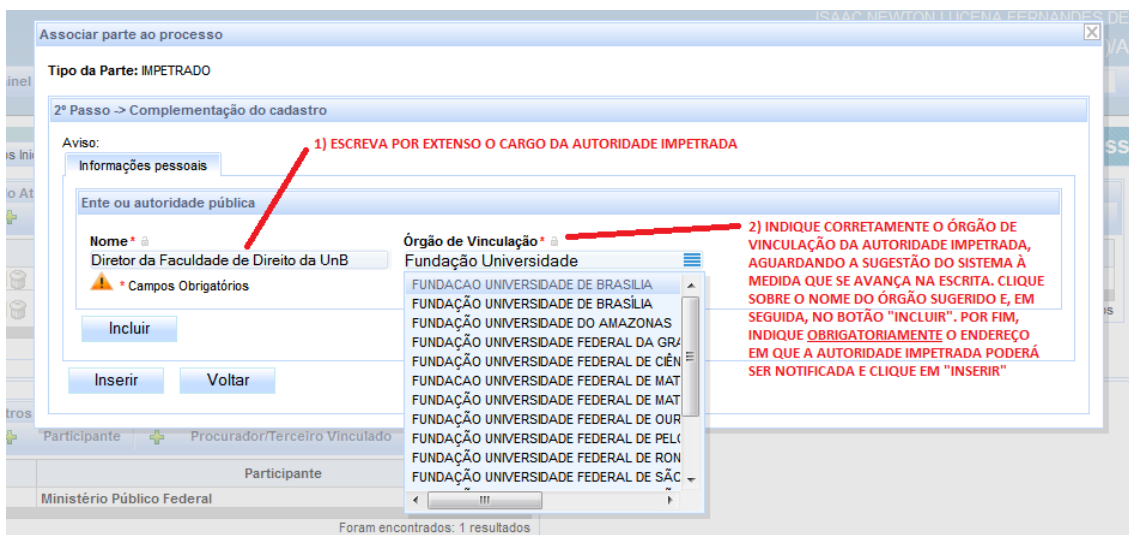 ISAAC NEWTON LUCENA FERNANDES DE
Associar parte ao processo
Tipo da Parte: IMPETRADO
2º Passo -> Complementação do cadastro
Aviso:
1) ESCREVA POR EXTENSO O CARGO DA AUTORIDADE IMPETRADA
Informações pessoais
Ente ou autoridade pública
Nome *
Diretor da Faculdade de Direito da UnB
* Campos Obrigatórios
Incluir
Inserir
Voltar
Órgão de Vinculação *
Fundação Universidade
FUNDACAO UNIVERSIDADE DE BRASILIA
FUNDAÇÃO UNIVERSIDADE DE BRASÍLIA
FUNDAÇÃO UNIVERSIDADE DO AMAZONAS
FUNDAÇÃO UNIVERSIDADE FEDERAL DA GRA
FUNDAÇÃO UNIVERSIDADE FEDERAL DE CIÊN
FUNDACAO UNIVERSIDADE FEDERAL DE MAT
FUNDAÇÃO UNIVERSIDADE FEDERAL DE MAT
FUNDAÇÃO UNIVERSIDADE FEDERAL DE OUR
FUNDAÇÃO UNIVERSIDADE FEDERAL DE PEL
FUNDAÇÃO UNIVERSIDADE FEDERAL DE RON
FUNDAÇÃO UNIVERSIDADE FEDERAL DE SÃO
2) INDIQUE CORRETAMENTE O ÓRGÃO DE
VINCULAÇÃO DA AUTORIDADE IMPETRADA,
AGUARDANDO A SUGESTÃO DO SISTEMA À
MEDIDA QUE SE AVANÇA NA ESCRITA. CLIQUE
SOBRE O NOME DO ÓRGÃO SUGERIDO E, EM
SEGUIDA, NO BOTÃO "INCLUIR". POR FIM,
INDIQUE OBRIGATORIAMENTE O ENDEREÇO
EM QUE A AUTORIDADE IMPETRADA PODERÁ
SER NOTIFICADA E CLIQUE EM "INSERIR"
Participante
Procurador/Terceiro Vinculado
Participante
Ministério Público Federal
Foram encontrados: 1 resultados